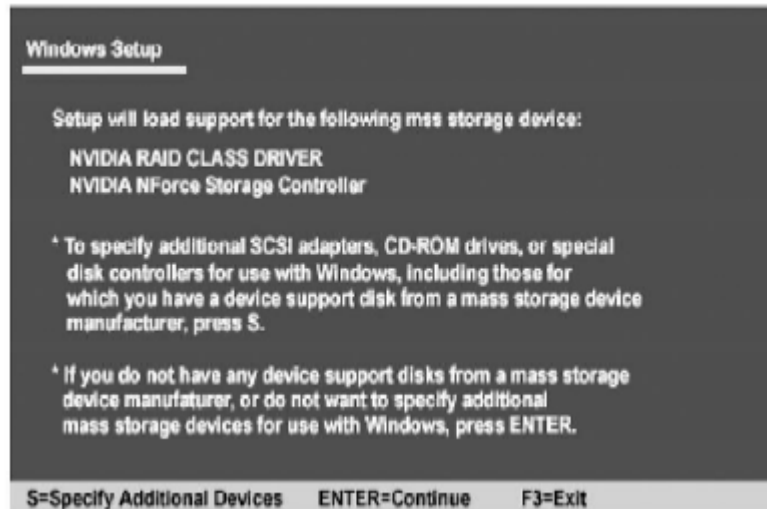 Windows Setup
Setup will load support for the following mss storage device:
NVIDIA RAID CLASS DRIVER
NVIDIA NForce Storage Controller
* To specify additional SCSI adapters, CD-ROM drives, or special
disk controllers for use with Windows, including those for
which you have a device support disk from a mass storage device
manufacturer, press S.
* If you do not have any device support disks from a mass storage
device manufaturer, or do not want to specify additional
mass storage devices for use with Windows, press ENTER.
S=Specify Additional Devices ENTER=Continue F3=Exit